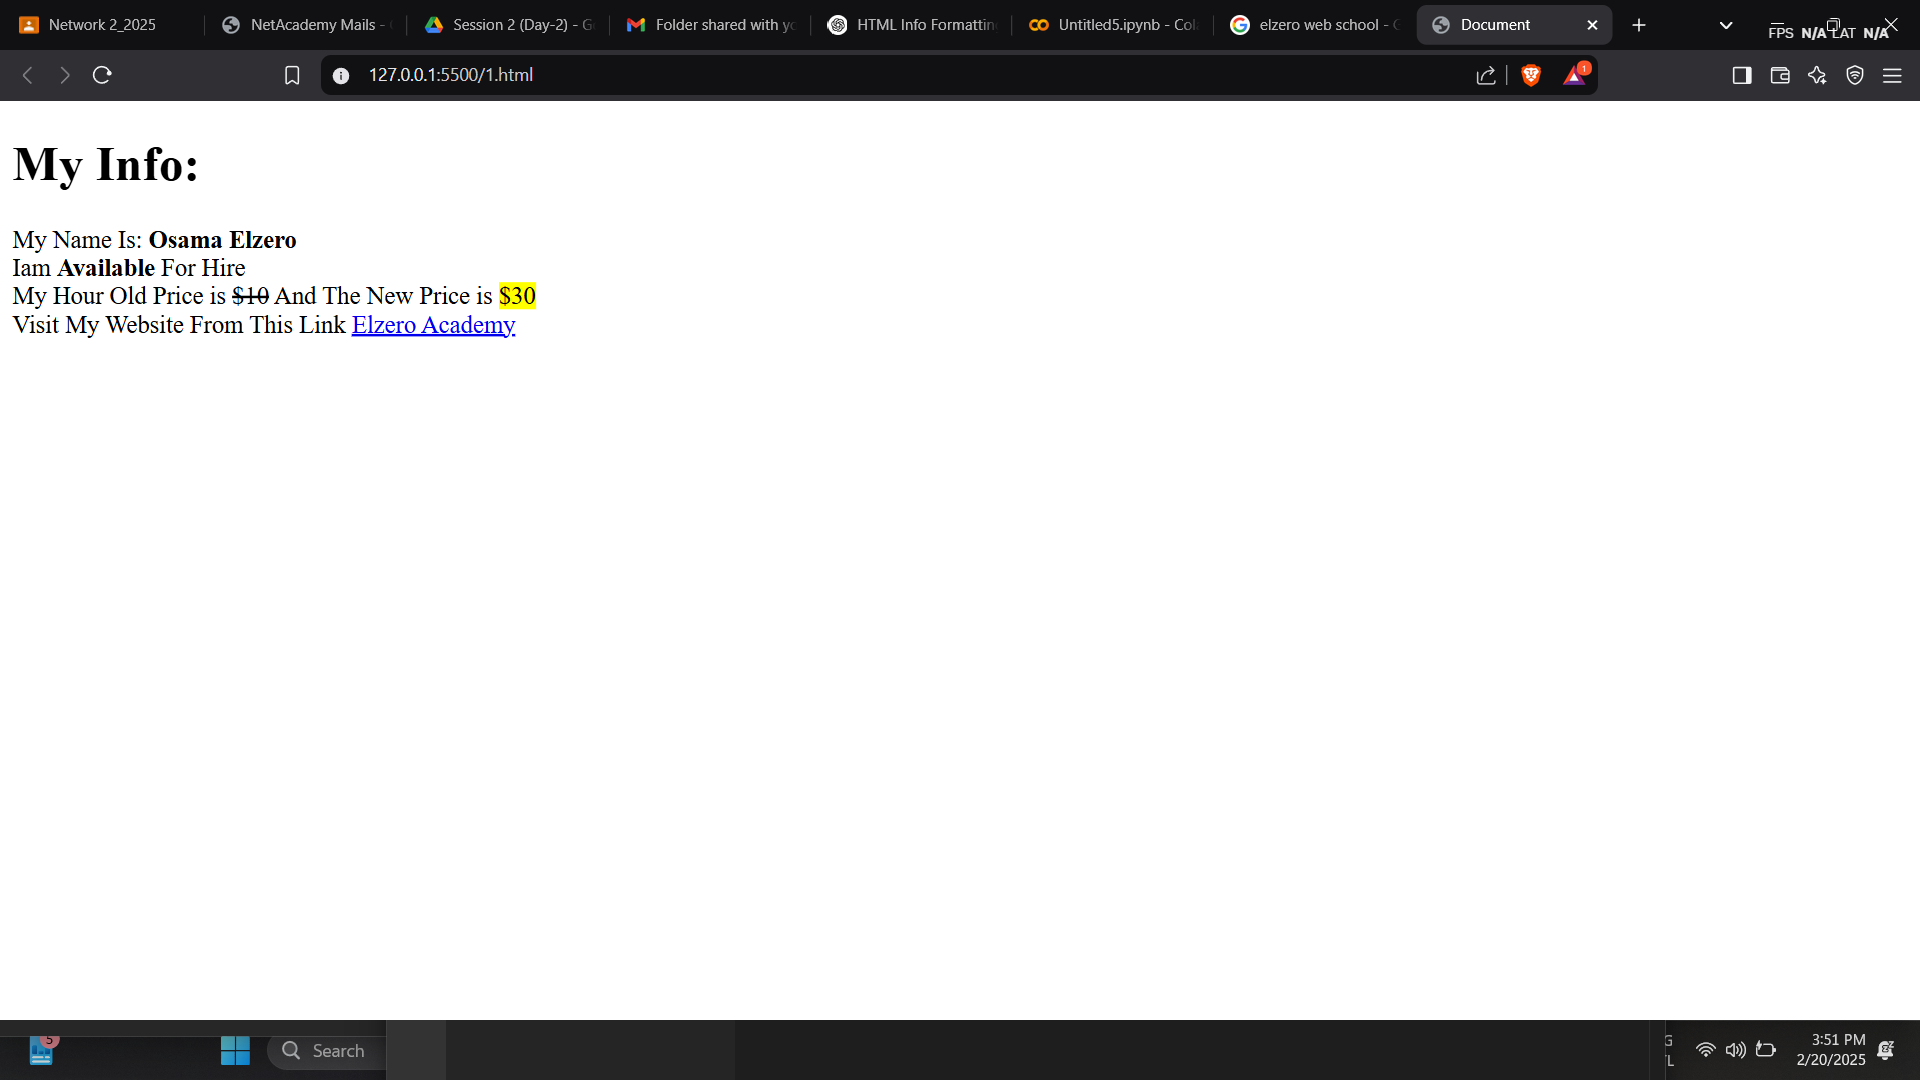 Network 2_2025
NetAcademy Mails -
Session 2 (Day-2) - G
Folder shared with yo
HTML Info Formattin
Untitled5.ipynb - Col
elzero web school -
Document
FPS N/A LAT N/A
127.0.0.1:5500/1.html
1
My Info:
My Name Is: Osama Elzero
Iam Available For Hire
My Hour Old Price is $10 And The New Price is $30
Visit My Website From This Link Elzero Academy
5
Search
3:51 PM
2/20/2025